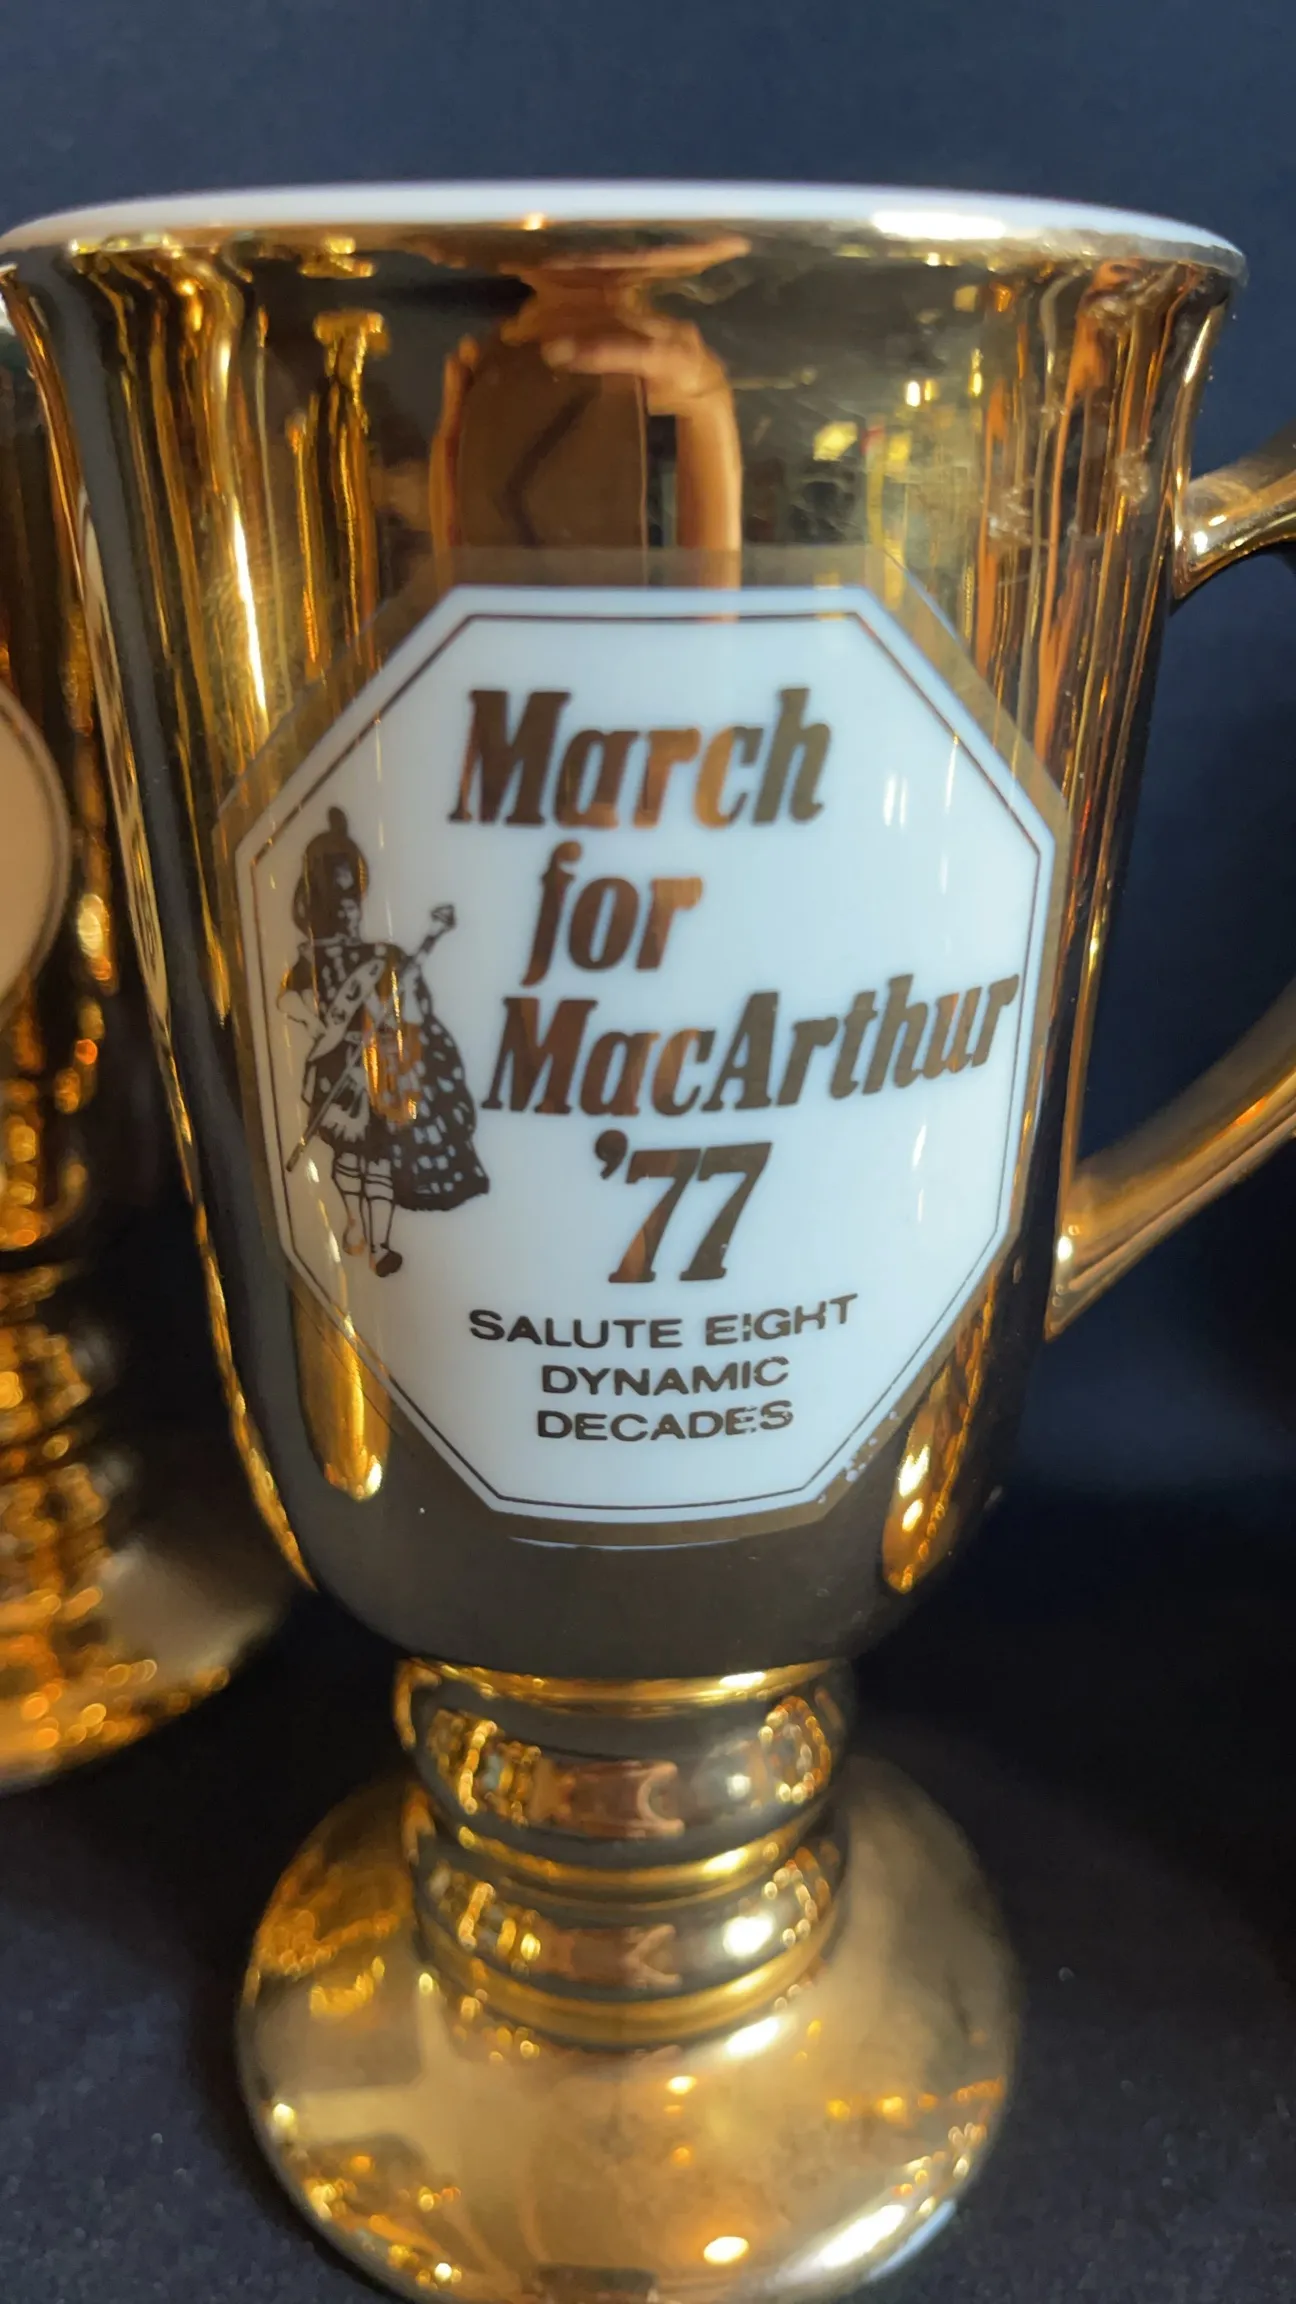 March
for
MacArthur
'77
SALUTE EIGHT
DYNAMIC
DECADES